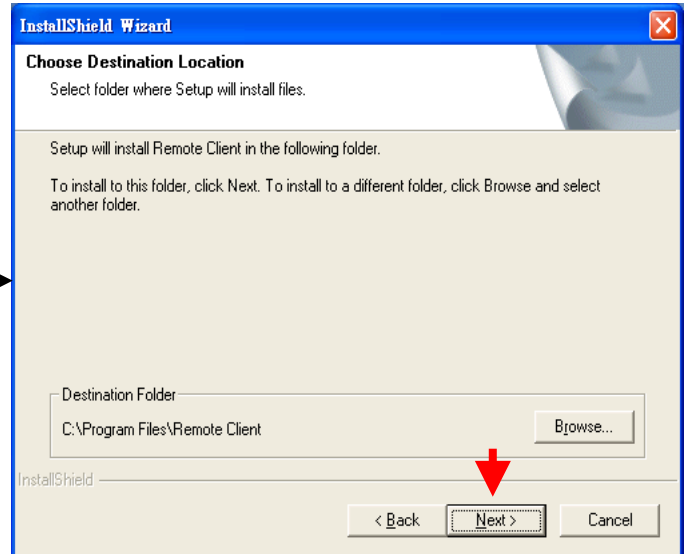 InstallShield Wizard
Choose Destination Location
Select folder where Setup will install files.
Setup will install Remote Client in the following folder.
To install to this folder, click Next. To install to a different folder, click Browse and select
another folder.
Destination Folder
C:\Program Files\Remote Client
Browse...
InstallShield
< Back
Next >
Cancel